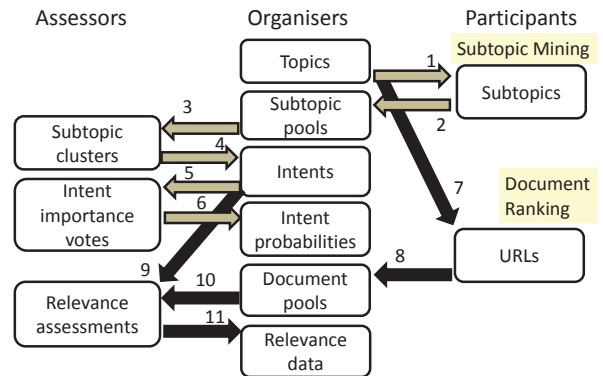 Assessors
Organisers
Participants
Topics
1
Subtopic Mining
Subtopics
2
Subtopic
pools
3
Subtopic
clusters
4
Intents
5
Intent
importance
votes
6
Intent
probabilities
7
Document
Ranking
URLs
8
Document
pools
9
10
Relevance
assessments
11
Relevance
data